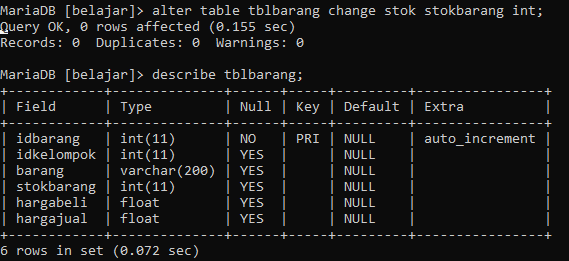 MariaDB [belajar]> alter table tblbarang change stok stokbarang int;
Query OK, 0 rows affected (0.155 sec)
Records: 0  Duplicates: 0  Warnings: 0

MariaDB [belajar]> describe tblbarang;
+------------+--------------+------+-----+---------+----------------+
| Field      | Type         | Null | Key | Default | Extra          |
+------------+--------------+------+-----+---------+----------------+
| idbarang   | int(11)      | NO   | PRI | NULL    | auto_increment |
| idkelompok | int(11)      | YES  |     | NULL    |                |
| barang     | varchar(200) | YES  |     | NULL    |                |
| stokbarang | int(11)      | YES  |     | NULL    |                |
| hargabeli  | float        | YES  |     | NULL    |                |
| hargajual  | float        | YES  |     | NULL    |                |
+------------+--------------+------+-----+---------+----------------+
6 rows in set (0.072 sec)